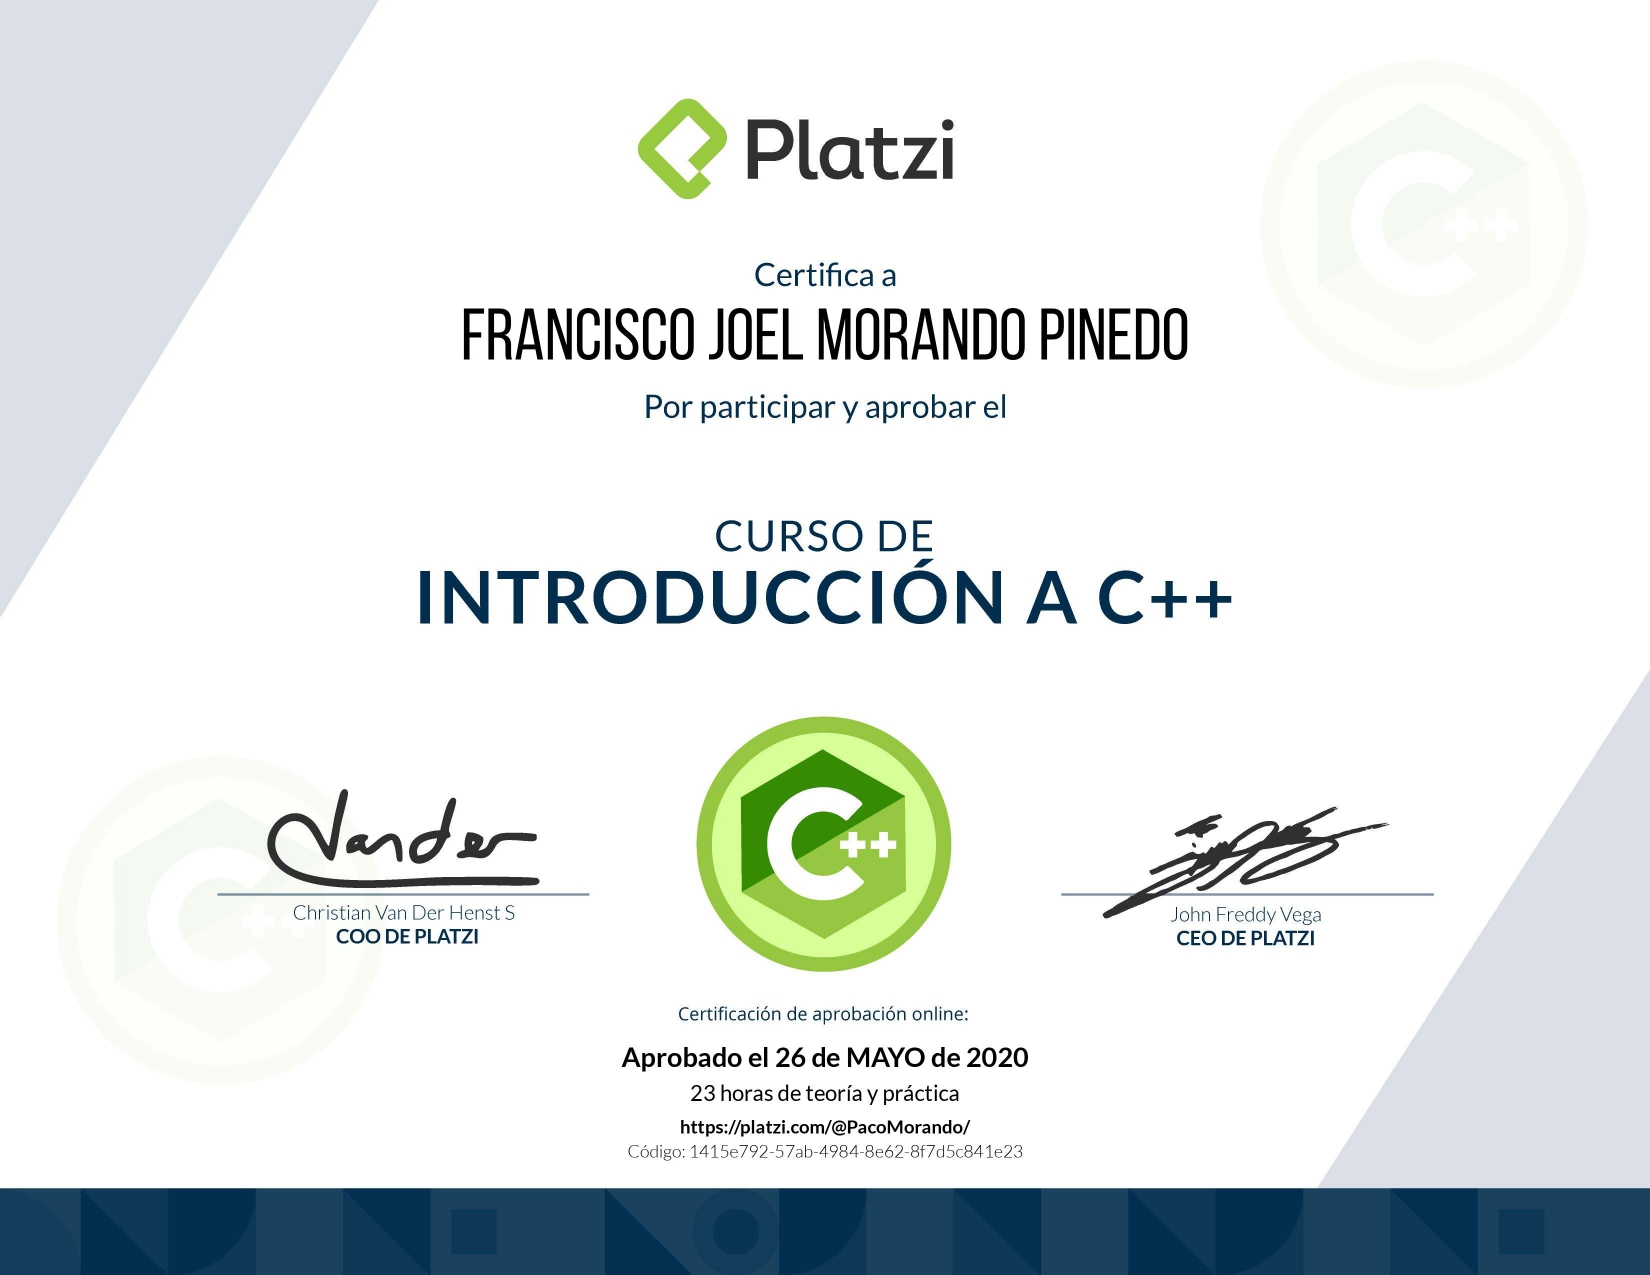 Platzi
Certifica a
FRANCISCO JOEL MORANDO PINEDO
Por participar y aprobar el
CURSO DE
INTRODUCCIÓN A C++
C++
C++
Vander
Christian Van Der Henst S
COO DE PLATZI
C++
John Freddy Vega
CEO DE PLATZI
Certificación de aprobación online:
Aprobado el 26 de MAYO de 2020
23 horas de teoría y práctica
https://platzi.com/@PacoMorando/
Código: 1415e792-57ab-4984-8e62-8f7d5c841e23